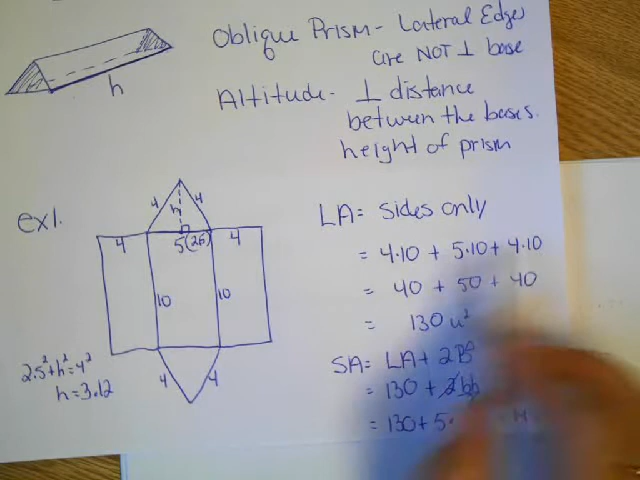 Oblique Prism - Lateral Edges
are NOT ⊥ base
h
Altitude - ⊥ distance
between the bases.
height of prism
ex1.
4 4
h
4 5(2.5) 4
10 10
4 4
2.5² + h² = 4²
h = 3.12
LA = sides only
= 4·10 + 5·10 + 4·10
= 40 + 50 + 40
= 130 u²
SA = LA + 2B
= 130 +
= 130 + 5·